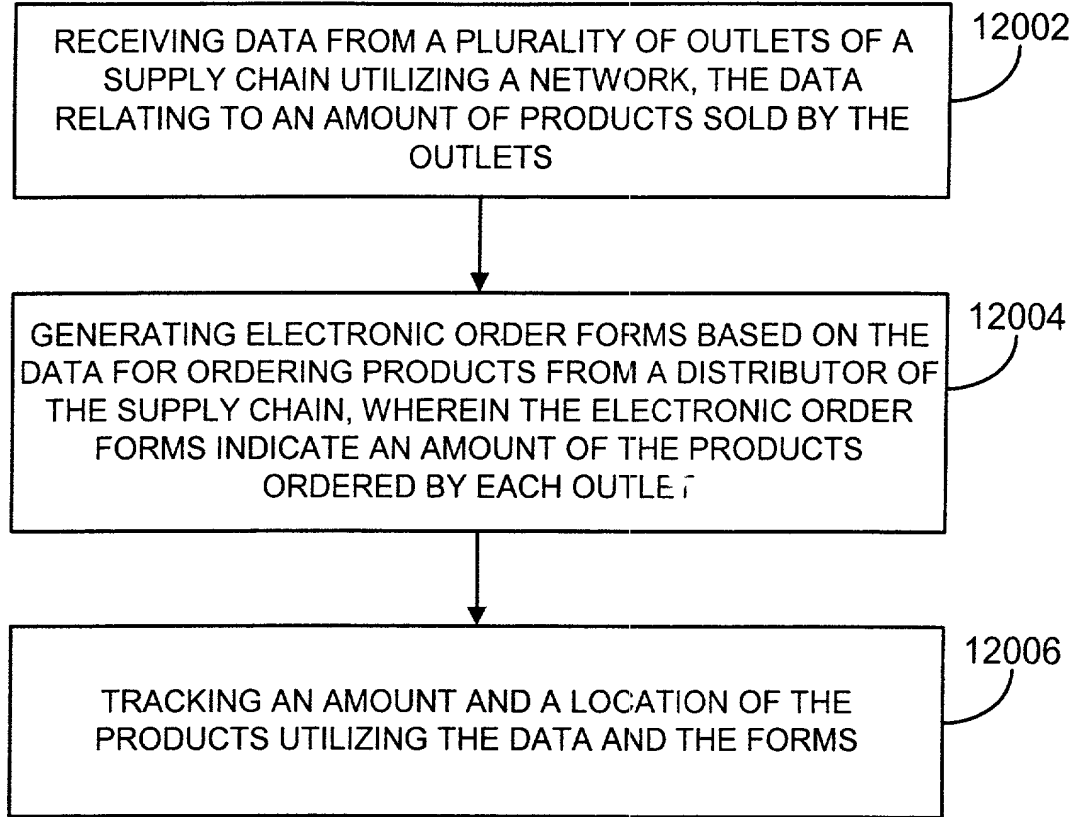 RECEIVING DATA FROM A PLURALITY OF OUTLETS OF A
SUPPLY CHAIN UTILIZING A NETWORK, THE DATA
RELATING TO AN AMOUNT OF PRODUCTS SOLD BY THE
OUTLETS
12002
GENERATING ELECTRONIC ORDER FORMS BASED ON THE
DATA FOR ORDERING PRODUCTS FROM A DISTRIBUTOR OF
THE SUPPLY CHAIN, WHEREIN THE ELECTRONIC ORDER
FORMS INDICATE AN AMOUNT OF THE PRODUCTS
ORDERED BY EACH OUTLET
12004
TRACKING AN AMOUNT AND A LOCATION OF THE
PRODUCTS UTILIZING THE DATA AND THE FORMS
12006